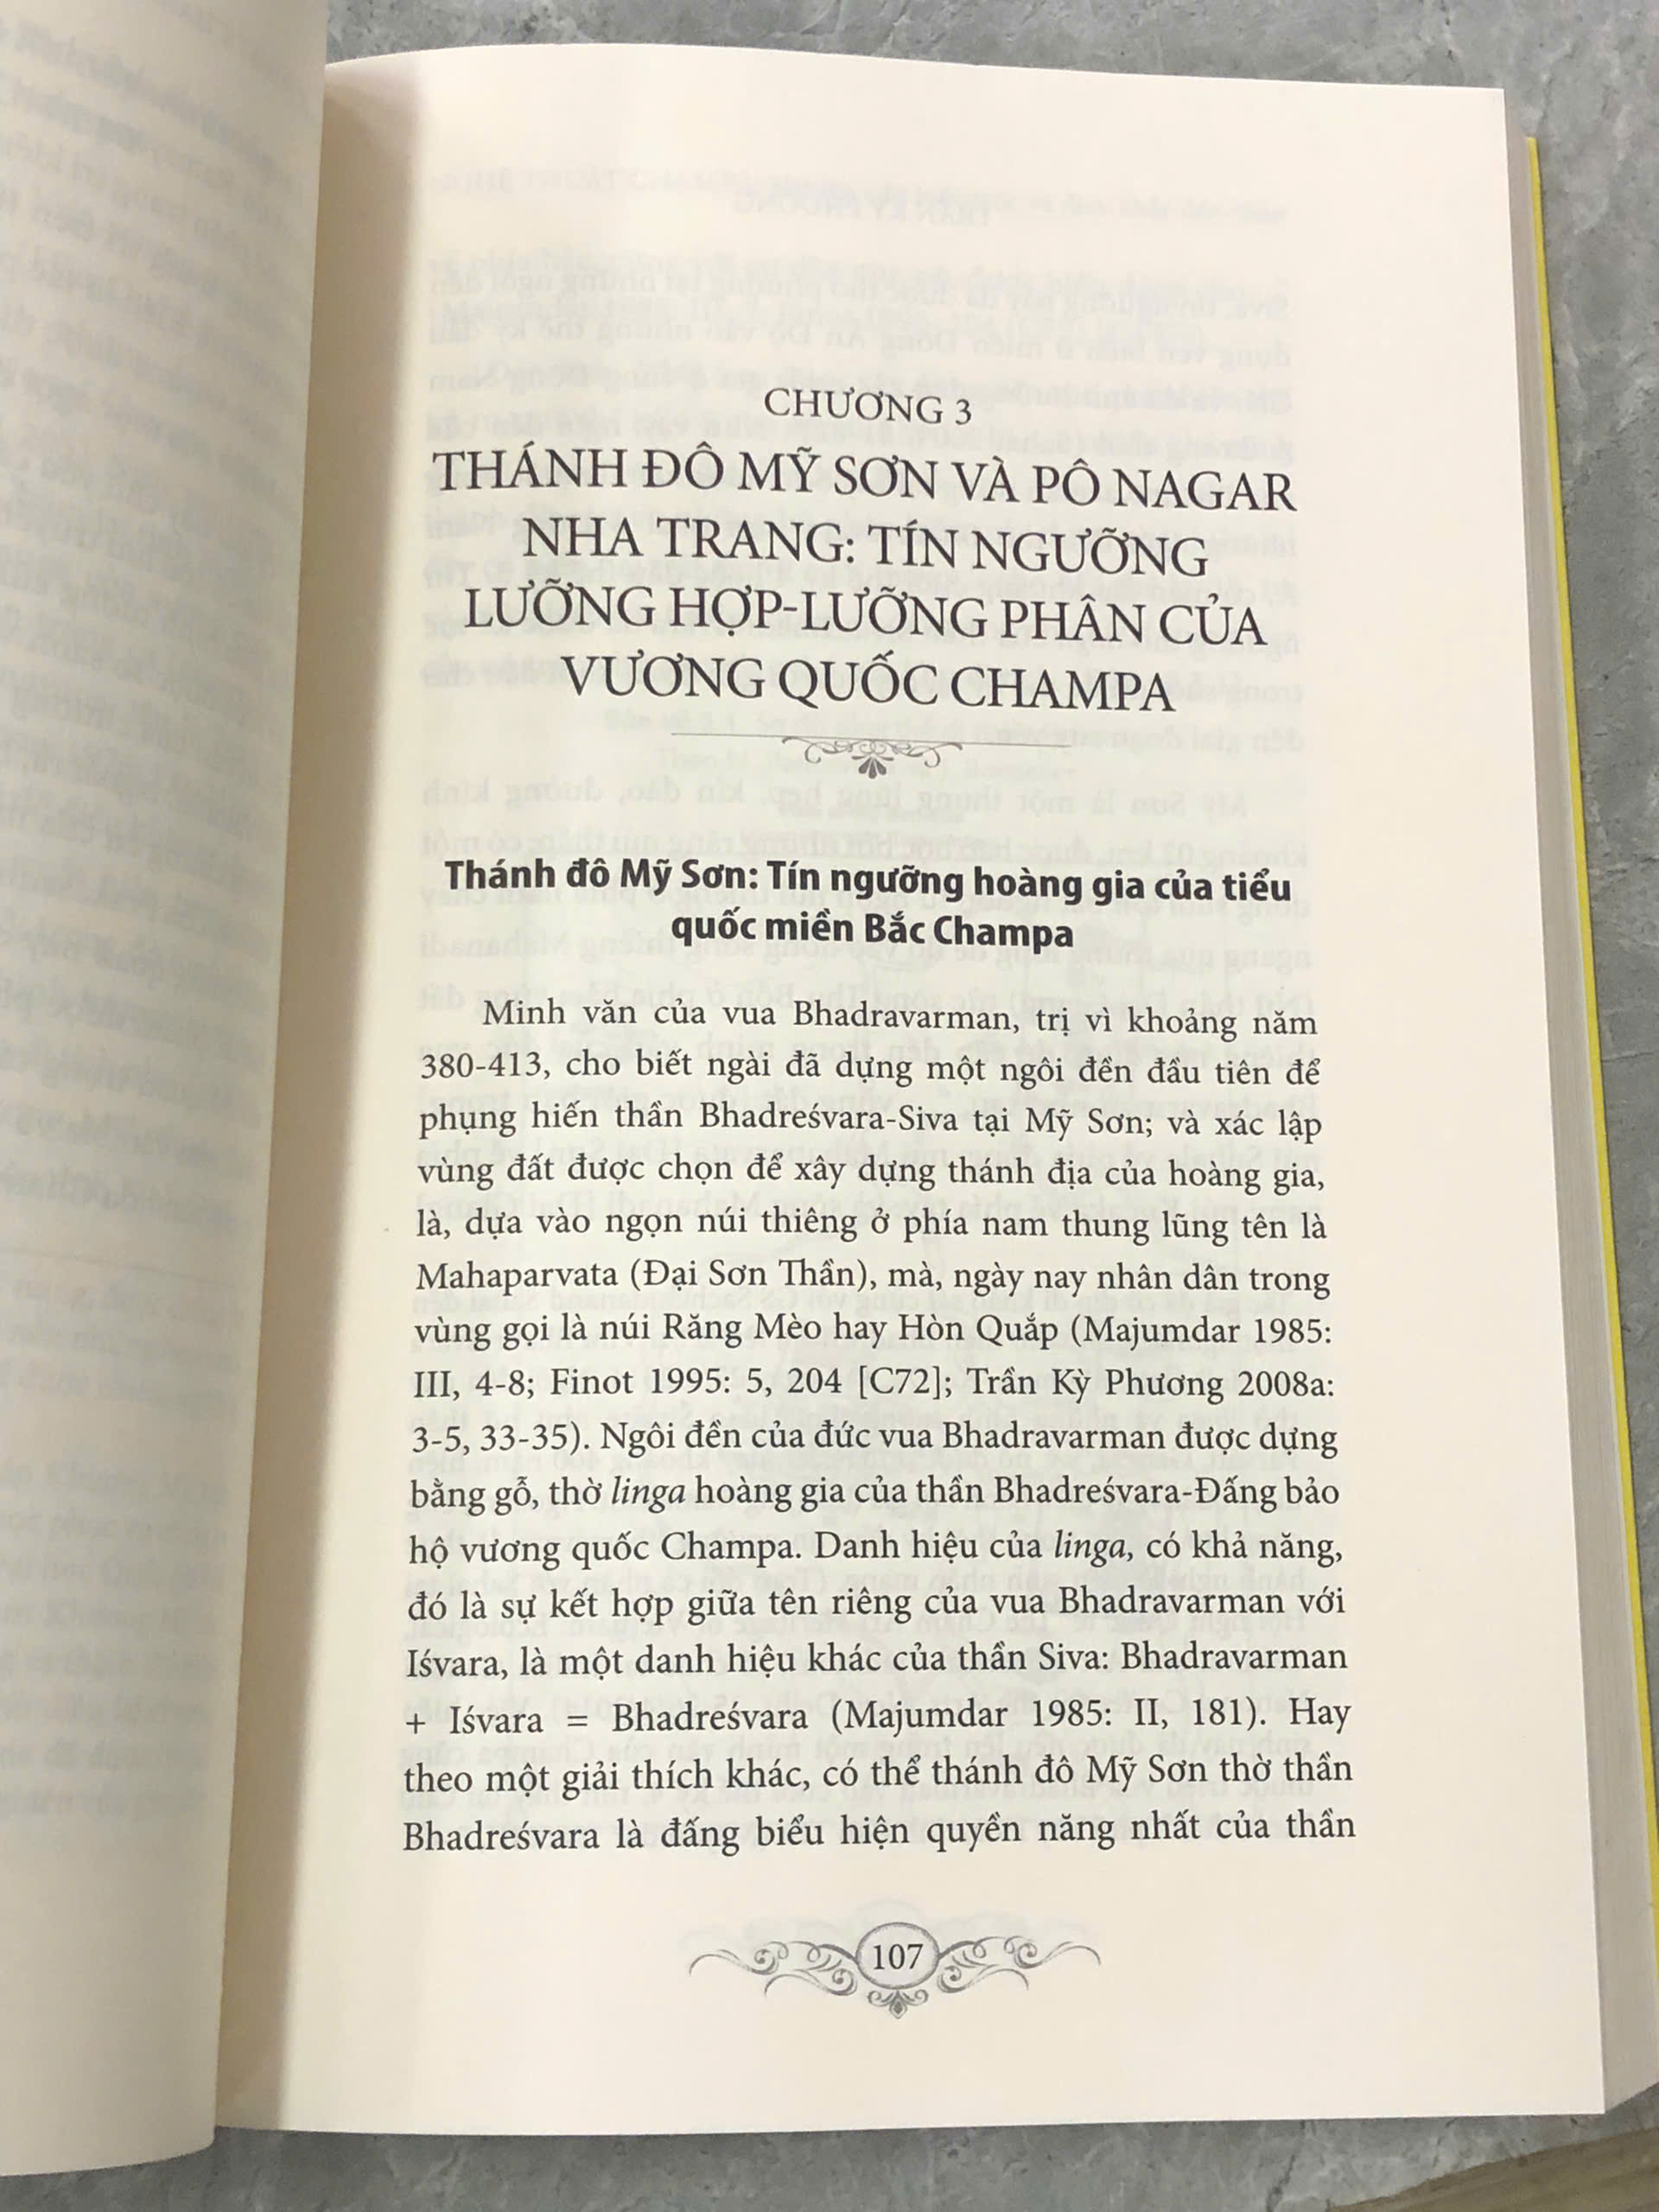 CHƯƠNG 3
THÁNH ĐÔ MỸ SƠN VÀ PÔ NAGAR
NHA TRANG: TÍN NGƯỠNG
LƯỠNG HỢP-LƯỠNG PHÂN CỦA
VƯƠNG QUỐC CHAMPA
Thánh đô Mỹ Sơn: Tín ngưỡng hoàng gia của tiểu
quốc miền Bắc Champa
Minh văn của vua Bhadravarman, trị vì khoảng năm
380-413, cho biết ngài đã dựng một ngôi đền đầu tiên để
phụng hiến thần Bhadreśvara-Siva tại Mỹ Sơn; và xác lập
vùng đất được chọn để xây dựng thánh địa của hoàng gia,
là, dựa vào ngọn núi thiêng ở phía nam thung lũng tên là
Mahaparvata (Đại Sơn Thần), mà, ngày nay nhân dân trong
vùng gọi là núi Răng Mèo hay Hòn Quắp (Majumdar 1985:
III, 4-8; Finot 1995: 5, 204 [C72]; Trần Kỳ Phương 2008a:
3-5, 33-35). Ngôi đền của đức vua Bhadravarman được dựng
bằng gỗ, thờ linga hoàng gia của thần Bhadreśvara-Đấng bảo
hộ vương quốc Champa. Danh hiệu của linga, có khả năng,
đó là sự kết hợp giữa tên riêng của vua Bhadravarman với
Iśvara, là một danh hiệu khác của thần Siva: Bhadravarman
+ Iśvara = Bhadreśvara (Majumdar 1985: II, 181). Hay
theo một giải thích khác, có thể thánh đô Mỹ Sơn thờ thần
Bhadreśvara là đấng biểu hiện quyền năng nhất của thần
107